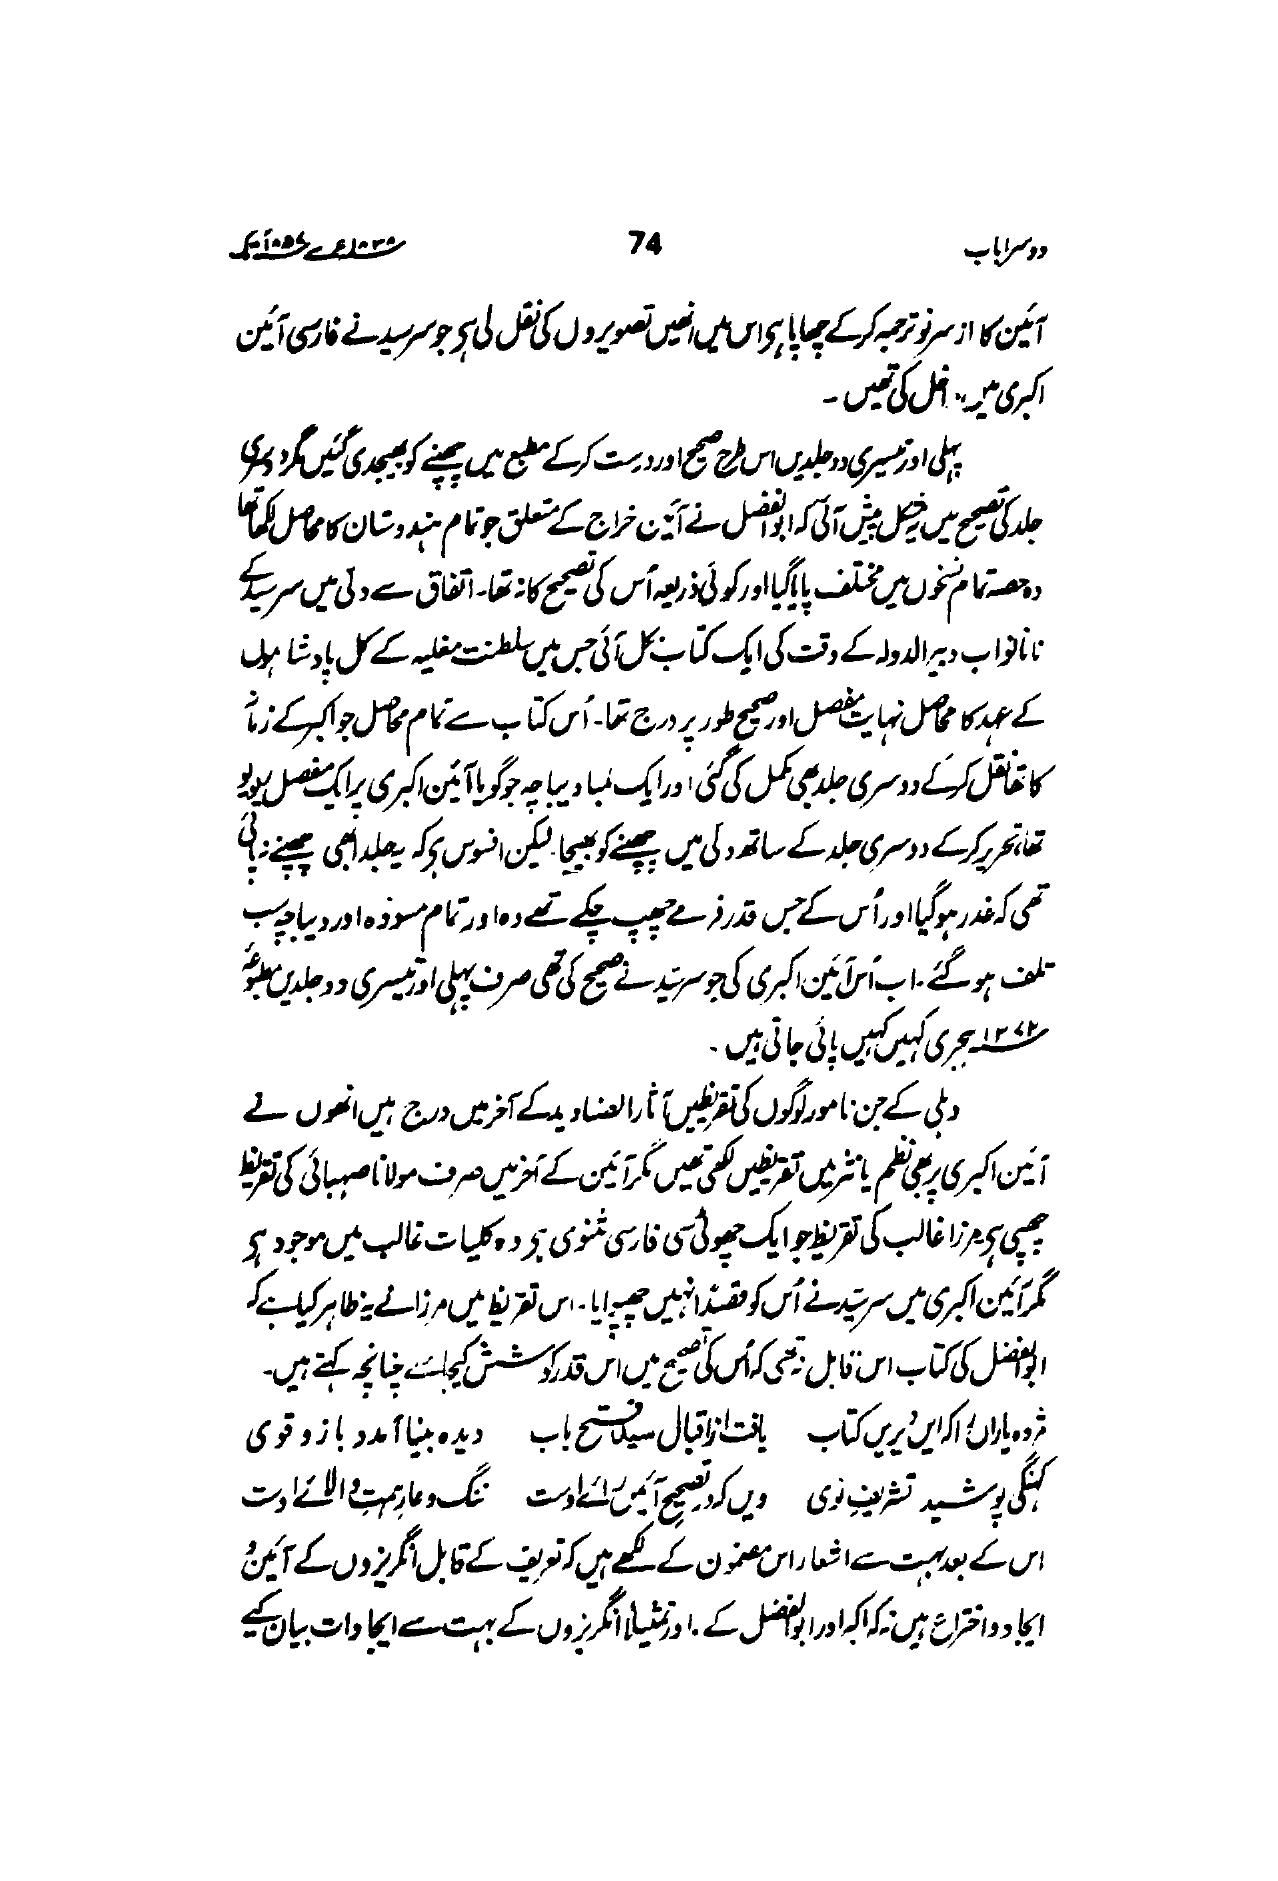 دوسرا باب 74 ۱۸۳۸ء سے ۱۸۵۷ء تک
آئین کا از سر نو ترجمہ کر کے چھاپا ہی اس میں انھیں تصویروں کی نقل لی ہی جو سرسید نے فارسی آئین
اکبری میں داخل کی تھیں ۔
پہلی اور تیسری دو جلدیں اس طرح صحیح اور درست کر کے مطبع میں چھپنے کو بھیجدی گئیں مگر دوسری
جلد کی تصحیح میں یہ مشکل پیش آئی کہ ابوالفضل نے آئین خراج کے متعلق جو تمام ہندوستان کا محاصل لکھا تھا
وہ حصہ تمام نسخوں میں مختلف پایا گیا اور کوئی ذریعہ اُس کی تصحیح کا نہ تھا۔ اتفاق سے دلّی میں سرسید کے
نانا نواب دبیر الدولہ کے وقت کی ایک کتاب نکل آئی جس میں سلطنت مغلیہ کے کل پادشاہوں
کے عہد کا محاصل نہایت مفصل اور صحیح طور پر درج تھا۔ اُس کتاب سے تمام محاصل جو اکبر کے زمانہ
کا تھا نقل کر کے دوسری جلد بھی مکمل کی گئی اور ایک لمبا دیباچہ جو گویا آئین اکبری پر ایک مفصل ریویو
تھا، تحریر کر کے دوسری جلد کے ساتھ دلی میں چھپنے کو بھیجا۔ لیکن افسوس ہی کہ یہ جلد ابھی چھپنے نہ پائی
تھی کہ غدر ہو گیا اور اُس کے جس قدر فرمے چھپ چکے تھے وہ اور تمام مسودہ اور دیباچہ سب
تلف ہو گئے ۔ اب اُس آئین اکبری کی جو سرسیّد نے صحیح کی تھی صرف پہلی اور تیسری دو جلدیں مطبوعہ
۱۲۷۲ ہجری کہیں کہیں پائی جاتی ہیں ۔
دہلی کے جن نامور لوگوں کی تقریظیں آثار الصنادید کے آخر میں درج ہیں انھوں نے
آئین اکبری پر بھی نظم یا نثر میں تقریظیں لکھی تھیں مگر آئین کے آخر میں صرف مولانا صہبائی کی تقریظ
چھپی ہی مرزا غالب کی تقریظ جو ایک چھوٹی سی فارسی مثنوی ہی وہ کلیات غالب میں موجود ہی
مگر آئین اکبری میں سرسیّد نے اُس کو قصدًا نہیں چھپوایا۔ اس تقریظ میں مرزا نے یہ ظاہر کیا ہے کہ
ابوالفضل کی کتاب اس قابل نہ تھی کہ اُس کی تصحیح میں اس قدر کوشش کیجائے چنانچہ کہتے ہیں۔
مژدہ یاراں! کہ ایں دیریں کتاب یافت از اقبال سید فتح باب دیدہ بینا آمد و بازو قوی
کہنگی پوشید تشریفِ نوی ویں کہ در تصحیح آئیں رائے اوست ننگ و عارِ ہمتِ والائے اوست
اس کے بعد بہت سے اشعار اس مضمون کے لکھے ہیں کہ تعریف کے قابل انگریزوں کے آئین و
ایجاد و اختراع ہیں نہ کہ اکبر اور ابوالفضل کے ۔ اور تمثیلاً انگریزوں کے بہت سے ایجادات بیان کیے